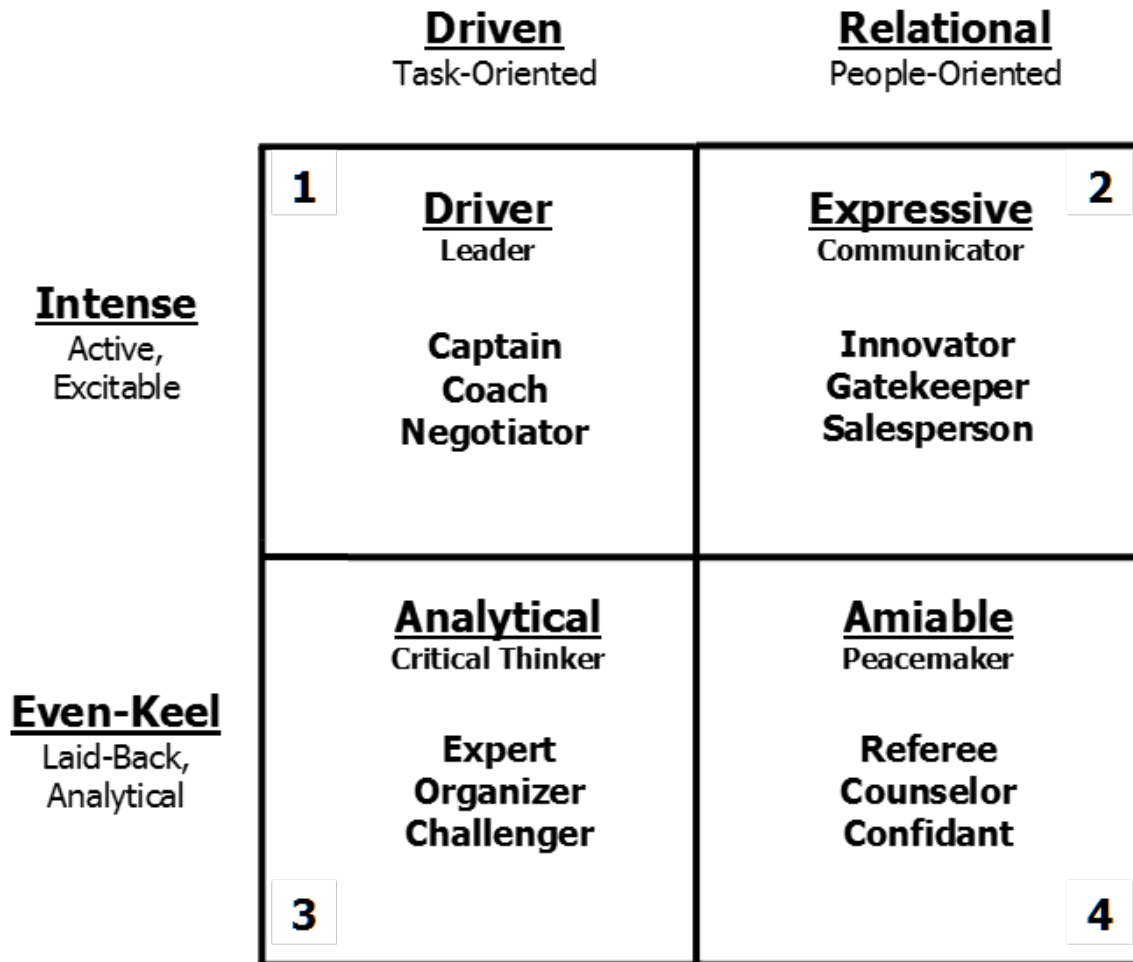 Driven
Task-Oriented
Relational
People-Oriented
Intense
Active,
Excitable
1
Driver
Leader
Captain
Coach
Negotiator
2
Expressive
Communicator
Innovator
Gatekeeper
Salesperson
Even-Keel
Laid-Back,
Analytical
Analytical
Critical Thinker
Expert
Organizer
Challenger
3
Amiable
Peacemaker
Referee
Counselor
Confidant
4